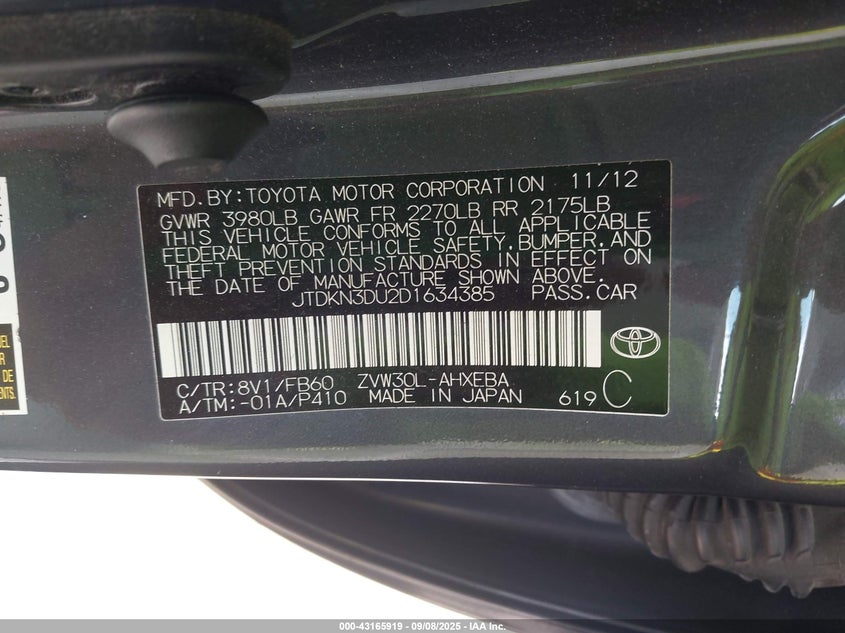 MFD.BY:TOYOTA MOTOR CORPORATION 11/12
GVWR 3980LB GAWR FR 2270LB RR 2175LB
THIS VEHICLE CONFORMS TO ALL APPLICABLE
FEDERAL MOTOR VEHICLE SAFETY,BUMPER,AND
THEFT PREVENTION STANDARDS IN EFFECT ON
THE DATE OF MANUFACTURE SHOWN ABOVE.
JTDKN3DU2D1634385 PASS.CAR
C/TR:8V1/FB60 ZVW30L-AHXEBA
A/TM:-01A/P410 MADE IN JAPAN 619 C
DE
000-43165919 - 09/08/2025 - IAA Inc.